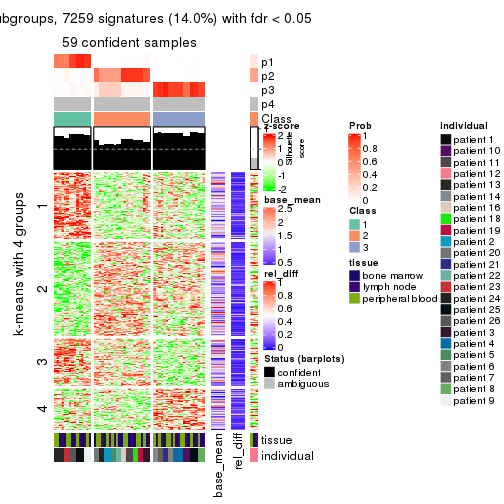 ubgroups, 7259 signatures (14.0%) with fdr < 0.05
59 confident samples
p1
p2
p3
p4
Class
Silhouette score
k-means with 4 groups
1
2
3
4
tissue
individual
base_mean
rel_diff
z-score
2
1
0
-1
-2
base_mean
2.5
2
1.5
1
0.5
rel_diff
1
0.8
0.6
0.4
0.2
0
Status (barplots)
confident
ambiguous
Prob
1
0.8
0.6
0.4
0.2
0
Class
1
2
3
tissue
bone marrow
lymph node
peripheral blood
individual
patient 1
patient 10
patient 11
patient 12
patient 13
patient 14
patient 16
patient 18
patient 19
patient 2
patient 20
patient 21
patient 22
patient 23
patient 24
patient 25
patient 26
patient 3
patient 4
patient 5
patient 6
patient 7
patient 8
patient 9